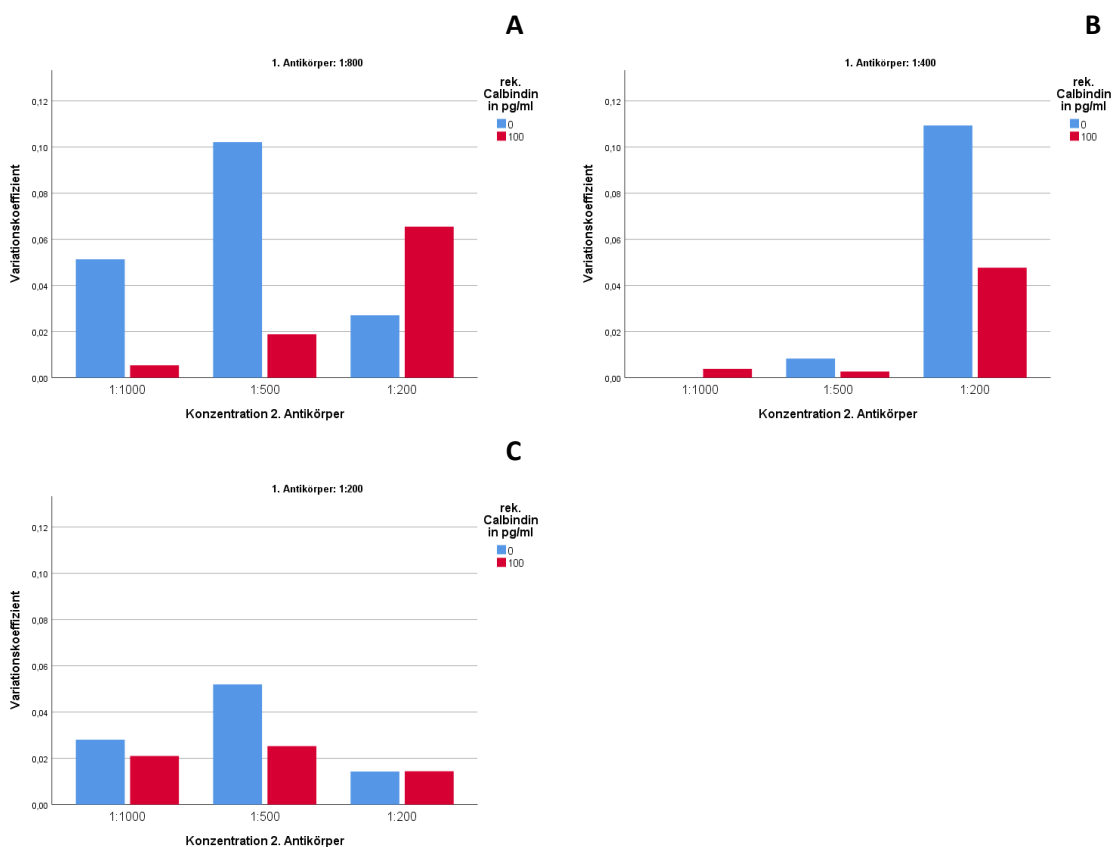 A
1. Antikörper: 1:800
rek.
Calbindin
in pg/ml
0
100
Variationskoeffizient
0,12
0,10
0,08
0,06
0,04
0,02
0,00
1:1000
1:500
1:200
Konzentration 2. Antikörper
B
1. Antikörper: 1:400
rek.
Calbindin
in pg/ml
0
100
Variationskoeffizient
0,12
0,10
0,08
0,06
0,04
0,02
0,00
1:1000
1:500
1:200
Konzentration 2. Antikörper
C
1. Antikörper: 1:200
rek.
Calbindin
in pg/ml
0
100
Variationskoeffizient
0,12
0,10
0,08
0,06
0,04
0,02
0,00
1:1000
1:500
1:200
Konzentration 2. Antikörper